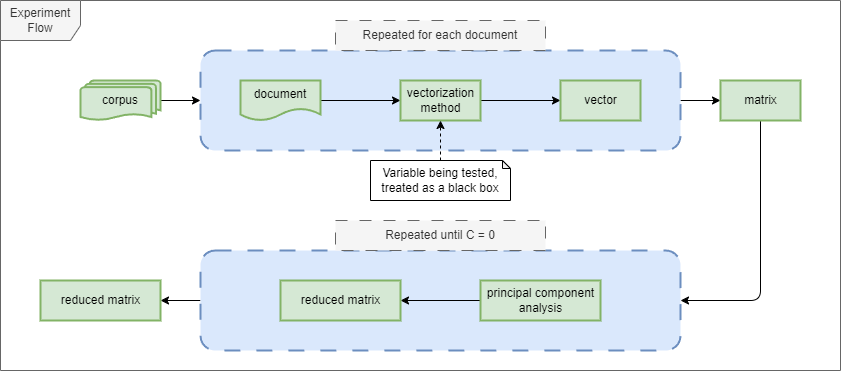 Experiment
Flow
Repeated for each document
corpus
document
vectorization
method
vector
matrix
Variable being tested,
treated as a black box
Repeated until C = 0
reduced matrix
reduced matrix
principal component
analysis